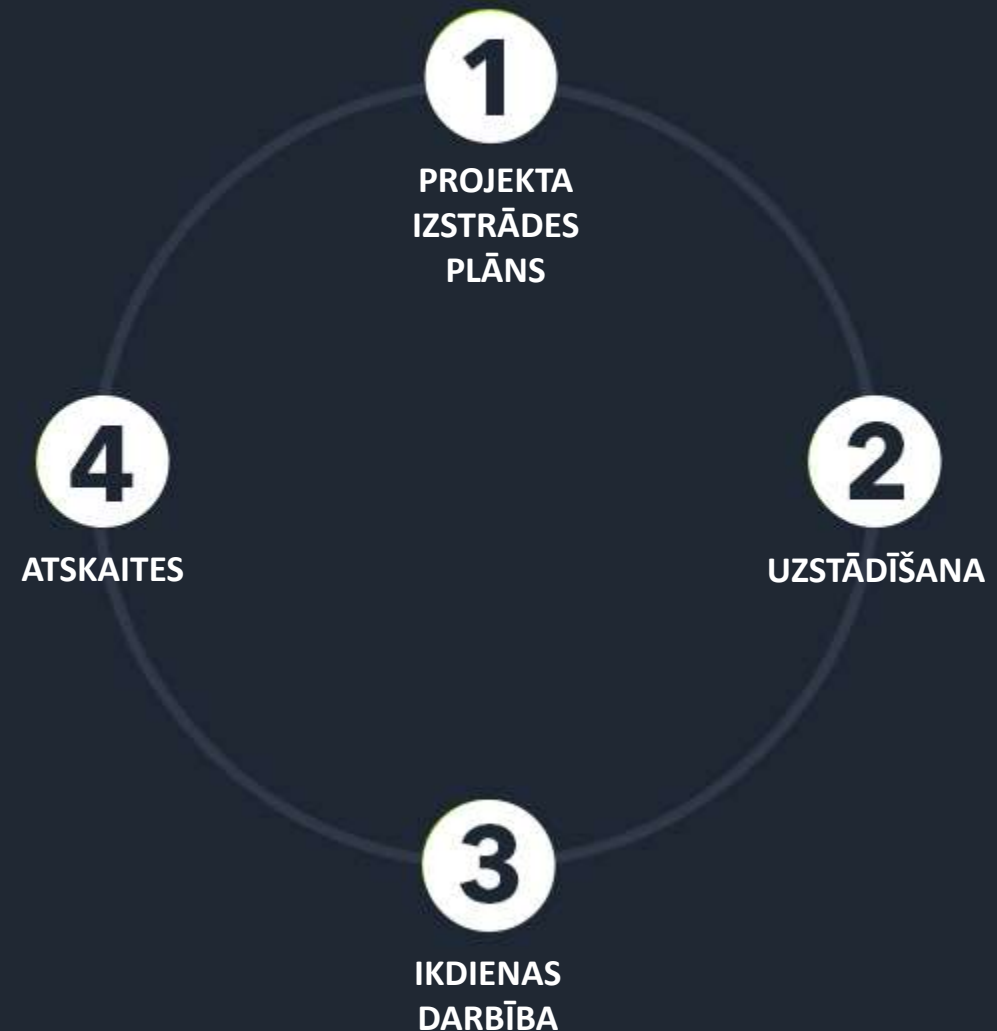 1
PROJEKTA
IZSTRĀDES
PLĀNS
2
UZSTĀDĪŠANA
3
IKDIENAS
DARBĪBA
4
ATSKAITES